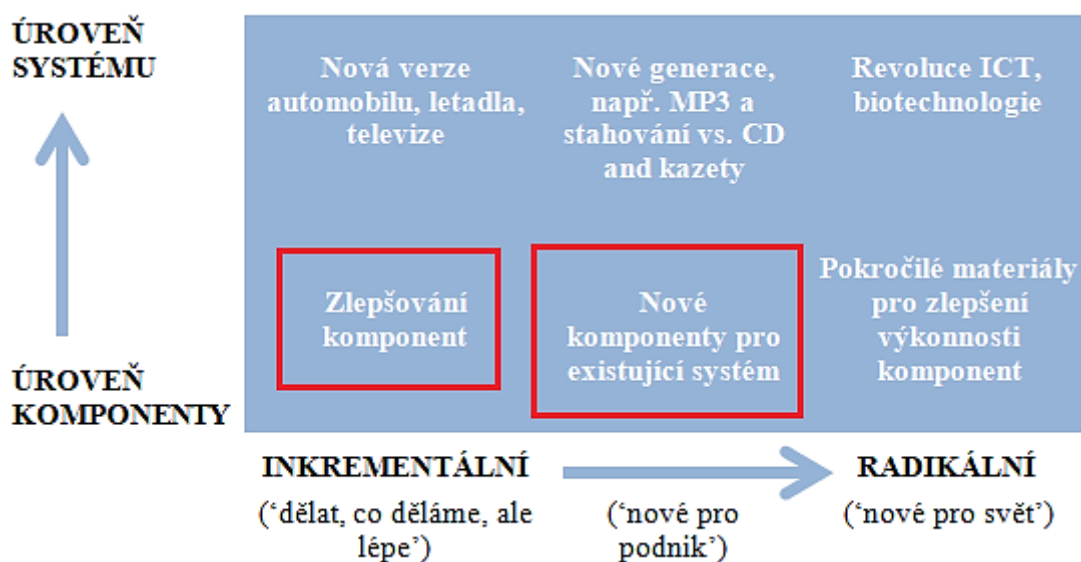 ÚROVEŇ
SYSTÉMU
Nová verze
automobilu, letadla,
televize
Nové generace,
např. MP3 a
stahování vs. CD
and kazety
Revoluce ICT,
biotechnologie
ÚROVEŇ
KOMPONENTY
Zlepšování
komponent
Nové
komponenty pro
existující systém
Pokročilé materiály
pro zlepšení
výkonnosti
komponent
INKREMENTÁLNÍ
(‘dělat, co děláme, ale
lépe’)
(‘nové pro
podnik’)
RADIKÁLNÍ
(‘nové pro svět’)